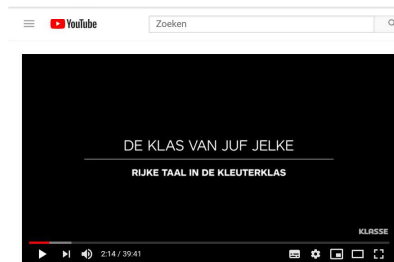 YouTube Zoeken
DE KLAS VAN JUF JELKE
RIJKE TAAL IN DE KLEUTERKLAS
KLASSE
2:14 / 39:41